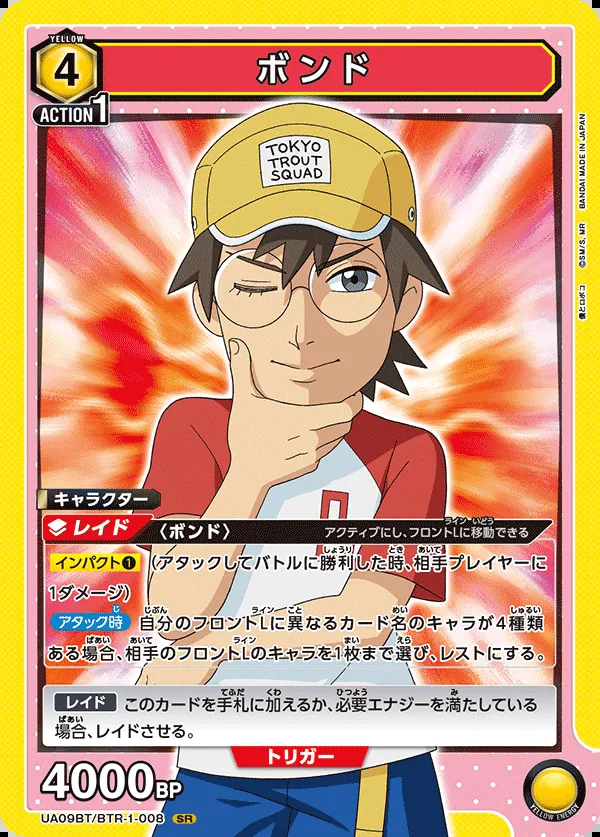 YELLOW
4
ACTION 1
ボンド
TOKYO
TROUT
SQUAD
BANDAI MADE IN JAPAN
©SM/S, MR
僕とロボコ
キャラクター
レイド 〈ボンド〉 アクティブにし、フロントLに移動できる
インパクト❶ (アタックしてバトルに勝利した時、相手プレイヤーに
1ダメージ)
アタック時 自分のフロントLに異なるカード名のキャラが4種類
ある場合、相手のフロントLのキャラを1枚まで選び、レストにする。
レイド このカードを手札に加えるか、必要エナジーを満たしている
場合、レイドさせる。
トリガー
4000BP
UA09BT/BTR-1-008 SR
YELLOW ENERGY